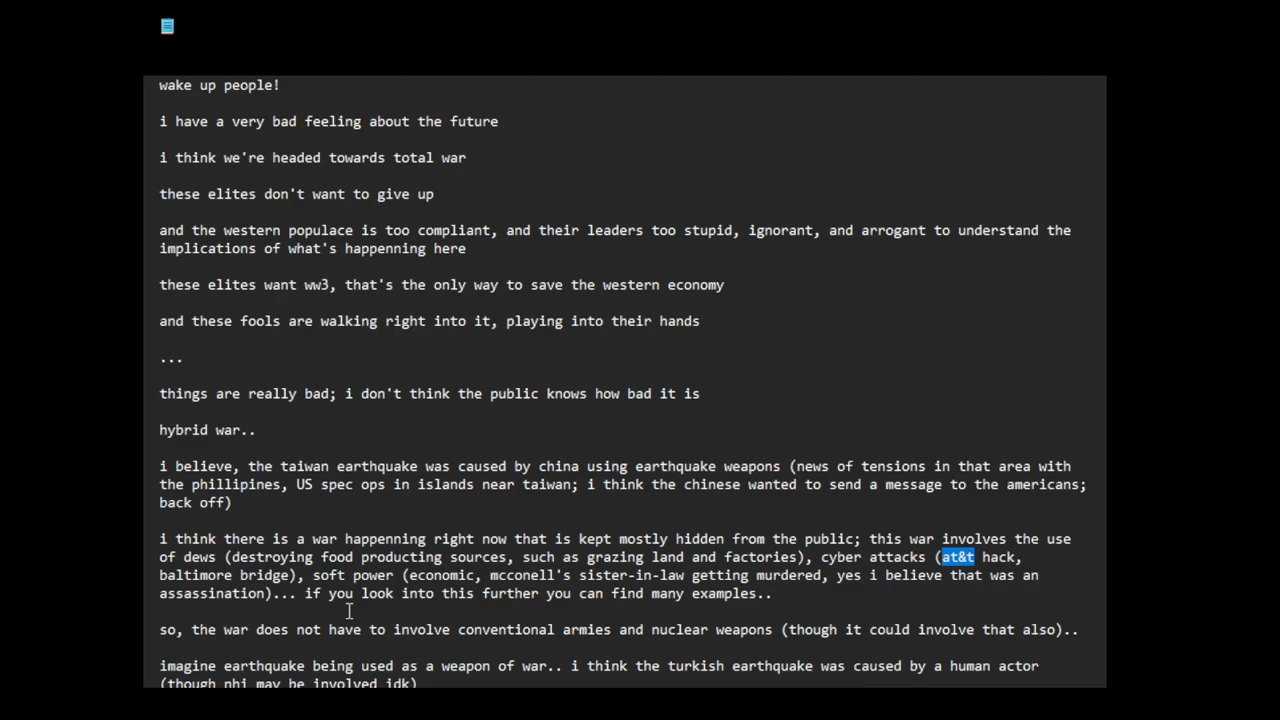 wake up people!
i have a very bad feeling about the future
i think we're headed towards total war
these elites don't want to give up
and the western populace is too compliant, and their leaders too stupid, ignorant, and arrogant to understand the
implications of what's happenning here
these elites want ww3, that's the only way to save the western economy
and these fools are walking right into it, playing into their hands
...
things are really bad; i don't think the public knows how bad it is
hybrid war..
i believe, the taiwan earthquake was caused by china using earthquake weapons (news of tensions in that area with
the phillipines, US spec ops in islands near taiwan; i think the chinese wanted to send a message to the americans;
back off)
i think there is a war happenning right now that is kept mostly hidden from the public; this war involves the use
of dews (destroying food producting sources, such as grazing land and factories), cyber attacks (at&t hack,
baltimore bridge), soft power (economic, mcconell's sister-in-law getting murdered, yes i believe that was an
assassination)... if you look into this further you can find many examples..
so, the war does not have to involve conventional armies and nuclear weapons (though it could involve that also)..
imagine earthquake being used as a weapon of war.. i think the turkish earthquake was caused by a human actor
(though nhi may be involved idk)